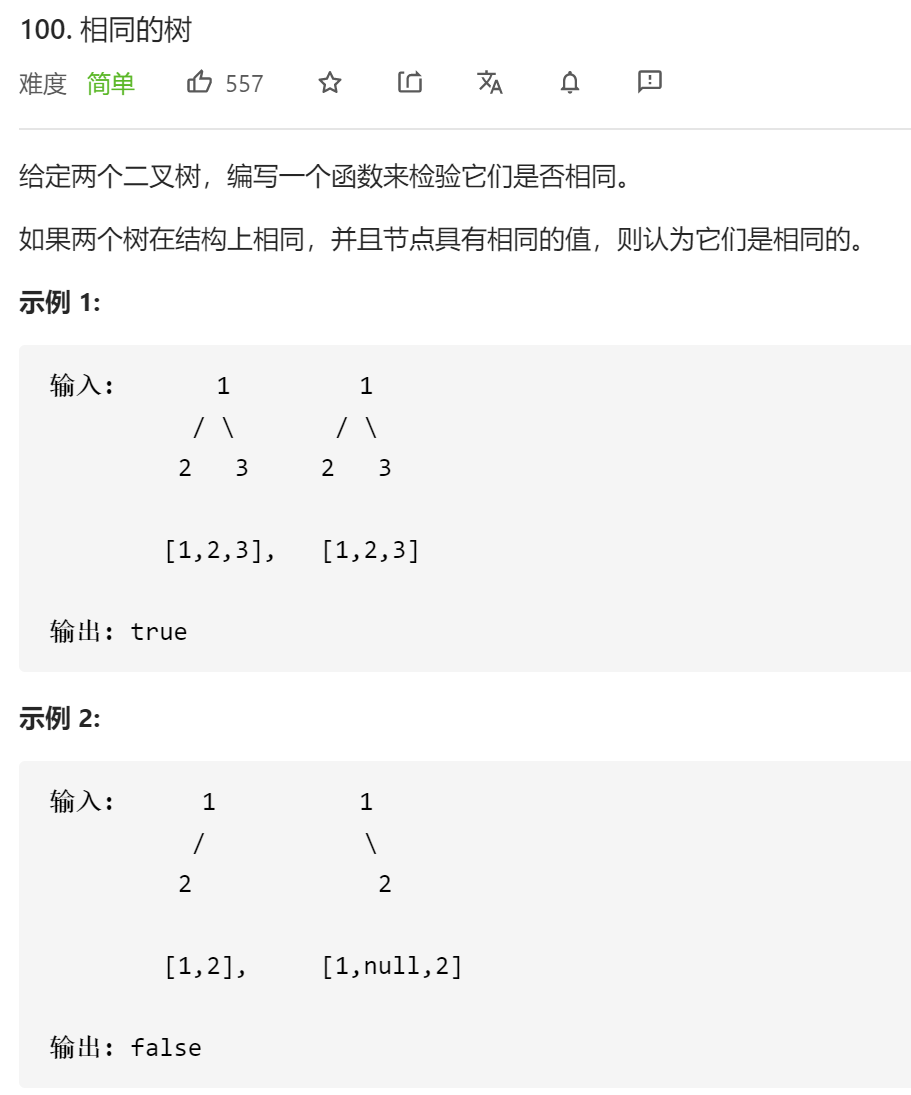 100. 相同的树
难度 简单 557
给定两个二叉树，编写一个函数来检验它们是否相同。
如果两个树在结构上相同，并且节点具有相同的值，则认为它们是相同的。
示例 1:
输入:       1         1
          / \       / \
         2   3     2   3
        [1,2,3],   [1,2,3]
输出: true
示例 2:
输入:      1          1
          /           \
         2             2
        [1,2],     [1,null,2]
输出: false